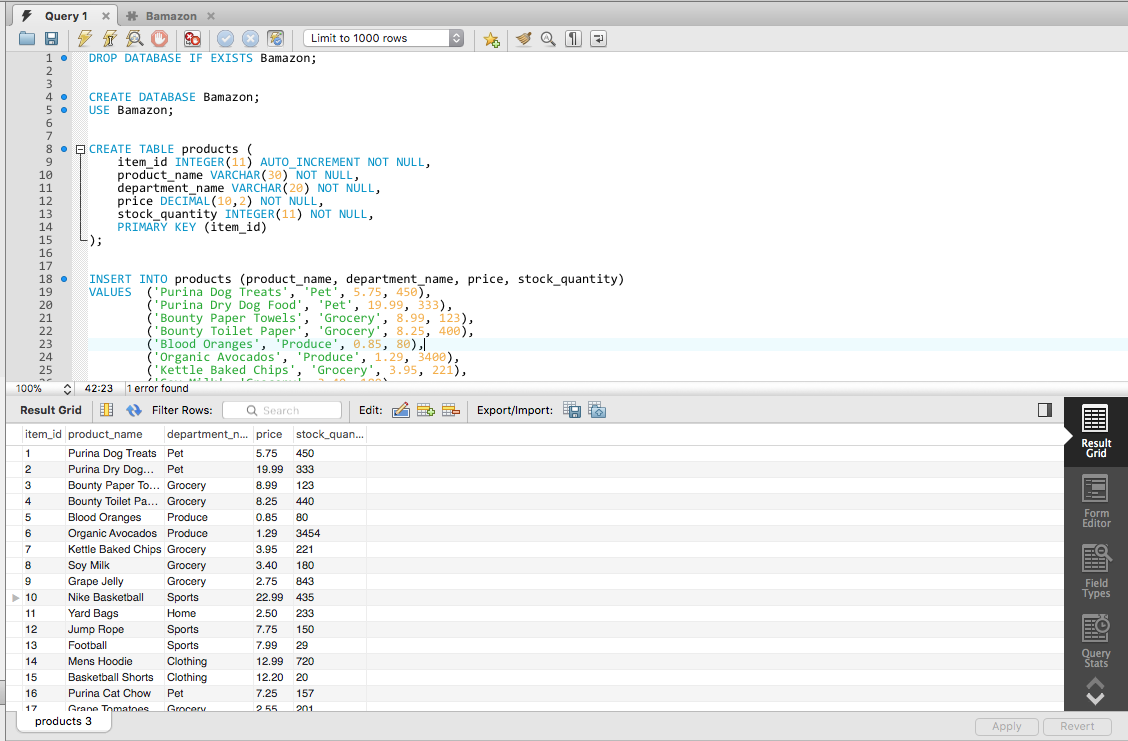 Query 1 Bamazon
Limit to 1000 rows
1 DROP DATABASE IF EXISTS Bamazon;
2
3
4 CREATE DATABASE Bamazon;
5 USE Bamazon;
6
7
8 CREATE TABLE products (
9 item_id INTEGER(11) AUTO_INCREMENT NOT NULL,
10 product_name VARCHAR(30) NOT NULL,
11 department_name VARCHAR(20) NOT NULL,
12 price DECIMAL(10,2) NOT NULL,
13 stock_quantity INTEGER(11) NOT NULL,
14 PRIMARY KEY (item_id)
15 );
16
17
18 INSERT INTO products (product_name, department_name, price, stock_quantity)
19 VALUES ('Purina Dog Treats', 'Pet', 5.75, 450),
20 ('Purina Dry Dog Food', 'Pet', 19.99, 333),
21 ('Bounty Paper Towels', 'Grocery', 8.99, 123),
22 ('Bounty Toilet Paper', 'Grocery', 8.25, 400),
23 ('Blood Oranges', 'Produce', 0.85, 80),
24 ('Organic Avocados', 'Produce', 1.29, 3400),
25 ('Kettle Baked Chips', 'Grocery', 3.95, 221),
100% 42:23 1 error found
Result Grid Filter Rows: Search Edit: Export/Import:
item_id product_name department_n... price stock_quan...
1 Purina Dog Treats Pet 5.75 450
2 Purina Dry Dog... Pet 19.99 333
3 Bounty Paper To... Grocery 8.99 123
4 Bounty Toilet Pa... Grocery 8.25 440
5 Blood Oranges Produce 0.85 80
6 Organic Avocados Produce 1.29 3454
7 Kettle Baked Chips Grocery 3.95 221
8 Soy Milk Grocery 3.40 180
9 Grape Jelly Grocery 2.75 843
10 Nike Basketball Sports 22.99 435
11 Yard Bags Home 2.50 233
12 Jump Rope Sports 7.75 150
13 Football Sports 7.99 29
14 Mens Hoodie Clothing 12.99 720
15 Basketball Shorts Clothing 12.20 20
16 Purina Cat Chow Pet 7.25 157
17 Grape Tomatoes Grocery 2.55 201
Result
Grid
Form
Editor
Field
Types
Query
Stats
products 3
Apply Revert